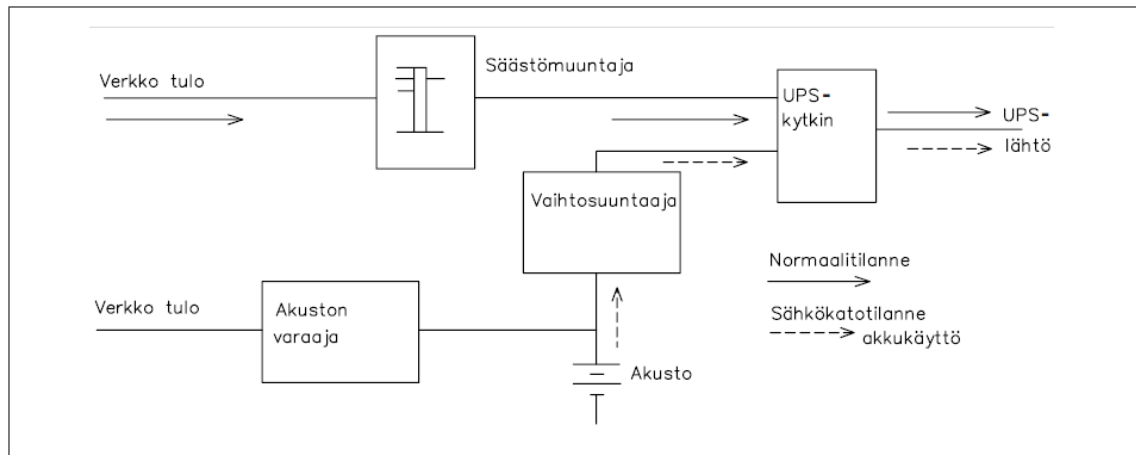 Verkko tulo
Säästömuuntaja
UPS-
kytkin
UPS-
lähtö
Vaihtosuuntaaja
Normaalitilanne
Verkko tulo
Akuston
varaaja
Sähkökatotilanne
akkukäyttö
Akusto